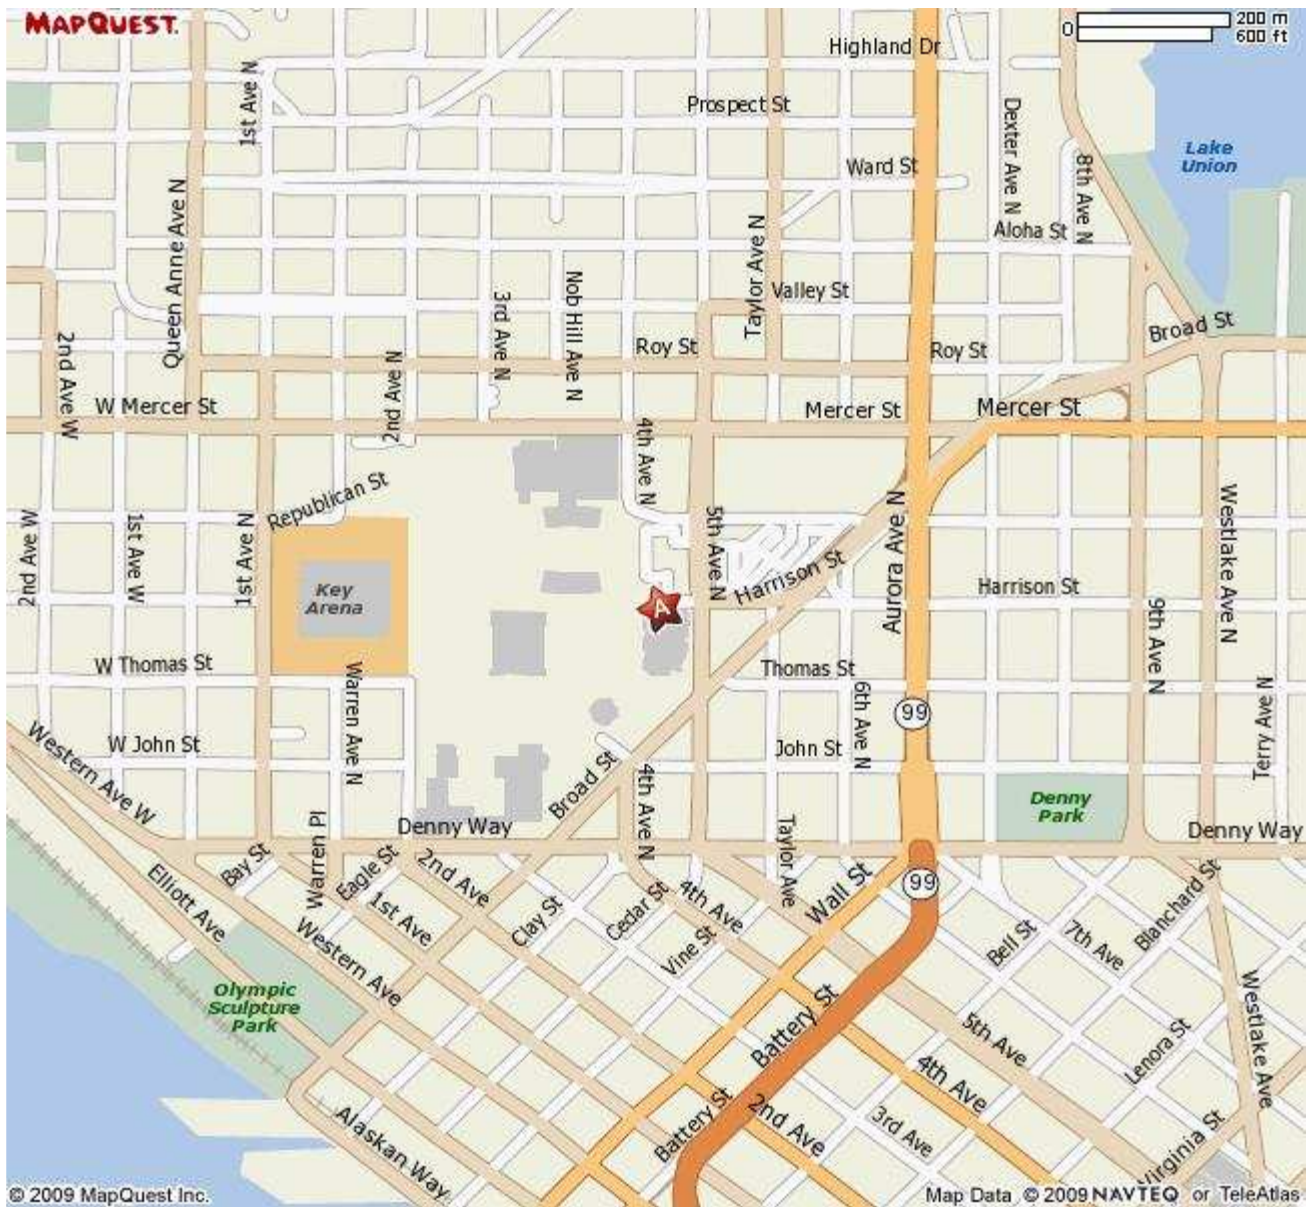 MAPQUEST.
0
200 m
600 ft
Highland Dr
1st Ave N
Prospect St
Dexter Ave N
Lake
Union
Ward St
8th Ave N
Queen Anne Ave N
Taylor Ave N
Aloha St
3rd Ave N
Nob Hill Ave N
Valley St
Broad St
2nd Ave W
Roy St
Roy St
2nd Ave N
W Mercer St
Mercer St
Mercer St
4th Ave N
Republican St
2nd Ave W
1st Ave W
1st Ave N
5th Ave N
Aurora Ave N
Westlake Ave N
Key
Arena
A
Harrison St
Harrison St
9th Ave N
W Thomas St
Warren Ave N
Thomas St
6th Ave N
Terry Ave N
99
Western Ave W
W John St
John St
Broad St
4th Ave N
Denny
Park
Denny Way
Denny Way
Warren Pl
Taylor Ave
Bay St
Eagle St
2nd Ave
Elliott Ave
1st Ave
Clay St
Cedar St
4th Ave
Wall St
99
Blanchard St
Western Ave
Vine St
Bell St
7th Ave
Olympic
Sculpture
Park
Battery St
5th Ave
Westlake Ave
Lenora St
4th Ave
Alaskan Way
Battery St
2nd Ave
3rd Ave
Virginia St
© 2009 MapQuest Inc.
Map Data © 2009 NAVTEQ or TeleAtlas